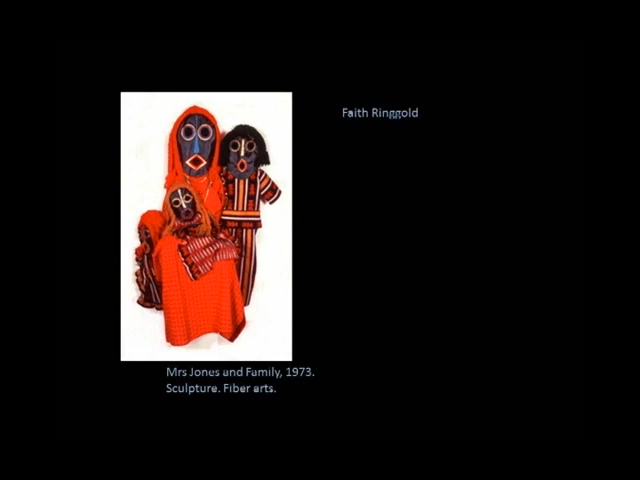 Faith Ringgold
Mrs Jones and Family, 1973.
Sculpture. Fiber arts.